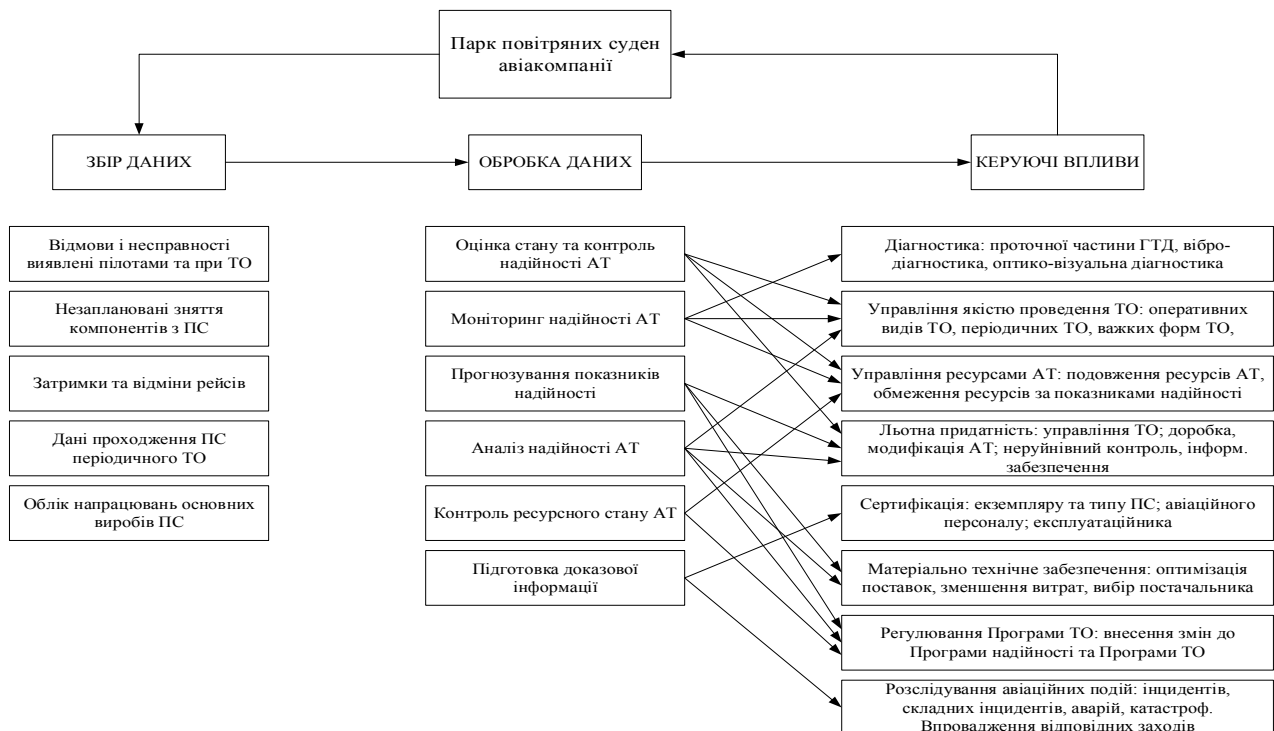 Парк повітряних суден
авіакомпанії
ЗБІР ДАНИХ
ОБРОБКА ДАНИХ
КЕРУЮЧІ ВПЛИВИ
Відмови і несправності
виявлені пілотами та при ТО
Незаплановані зняття
компонентів з ПС
Затримки та відміни рейсів
Дані проходження ПС
періодичного ТО
Облік напрацювань основних
виробів ПС
Оцінка стану та контроль
надійності АТ
Моніторинг надійності АТ
Прогнозування показників
надійності
Аналіз надійності АТ
Контроль ресурсного стану АТ
Підготовка доказової
інформації
Діагностика: проточної частини ГТД, вібро-
діагностика, оптико-візуальна діагностика
Управління якістю проведення ТО: оперативних
видів ТО, періодичних ТО, важких форм ТО,
Управління ресурсами АТ: подовження ресурсів АТ,
обмеження ресурсів за показниками надійності
Льотна придатність: управління ТО; доробка,
модифікація АТ; неруйнівний контроль, інформ.
забезпечення
Сертифікація: екземпляру та типу ПС; авіаційного
персоналу; експлуатаційника
Матеріально технічне забезпечення: оптимізація
поставок, зменшення витрат, вибір постачальника
Регулювання Програми ТО: внесення змін до
Програми надійності та Програми ТО
Розслідування авіаційних подій: інцидентів,
складних інцидентів, аварій, катастроф.
Впровадження відповідних заходів